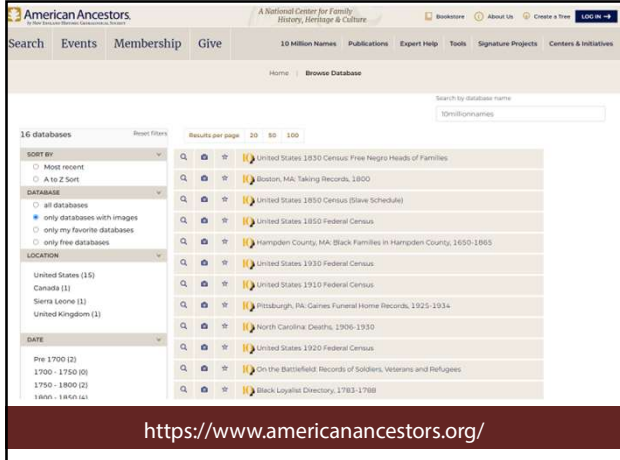 American Ancestors.
BY NEW ENGLAND HISTORIC GENEALOGICAL SOCIETY
A National Center for Family
History, Heritage & Culture
Bookstore
About Us
Create a Tree
LOG IN
Search Events Membership Give
10 Million Names Publications Expert Help Tools Signature Projects Centers & Initiatives
Home | Browse Database
Search by database name
10millionnames
16 databases Reset filters
SORT BY
Most recent
A to Z Sort
DATABASE
all databases
only databases with images
only my favorite databases
only free databases
LOCATION
United States (15)
Canada (1)
Sierra Leone (1)
United Kingdom (1)
DATE
Pre 1700 (2)
1700 - 1750 (0)
1750 - 1800 (2)
1800 - 1850 (4)
Results per page 20 50 100
United States 1830 Census: Free Negro Heads of Families
Boston, MA: Taking Records, 1800
United States 1850 Census (Slave Schedule)
United States 1850 Federal Census
Hampden County, MA: Black Families in Hampden County, 1650-1865
United States 1930 Federal Census
United States 1910 Federal Census
Pittsburgh, PA: Gaines Funeral Home Records, 1925-1934
North Carolina: Deaths, 1906-1930
United States 1920 Federal Census
On the Battlefield: Records of Soldiers, Veterans and Refugees
Black Loyalist Directory, 1783-1788
https://www.americanancestors.org/